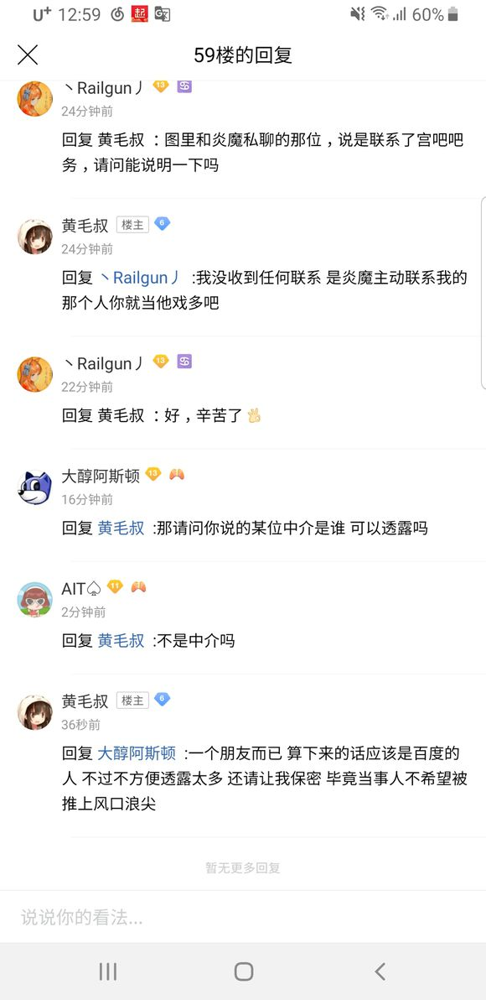 U+ 12:59 起 G 60%
59楼的回复
丶Railgun丿 13
24分钟前
回复 黄毛叔 ：图里和炎魔私聊的那位，说是联系了宫吧吧
务，请问能说明一下吗
黄毛叔 楼主 6
24分钟前
回复 丶Railgun丿 :我没收到任何联系 是炎魔主动联系我的
那个人你就当他戏多吧
丶Railgun丿 13
22分钟前
回复 黄毛叔 ：好，辛苦了
大醇阿斯顿 13
16分钟前
回复 黄毛叔 :那请问你说的某位中介是谁 可以透露吗
AIT♤ 11
2分钟前
回复 黄毛叔 :不是中介吗
黄毛叔 楼主 6
36秒前
回复 大醇阿斯顿 :一个朋友而已 算下来的话应该是百度的
人 不过不方便透露太多 还请让我保密 毕竟当事人不希望被
推上风口浪尖
暂无更多回复
说说你的看法...